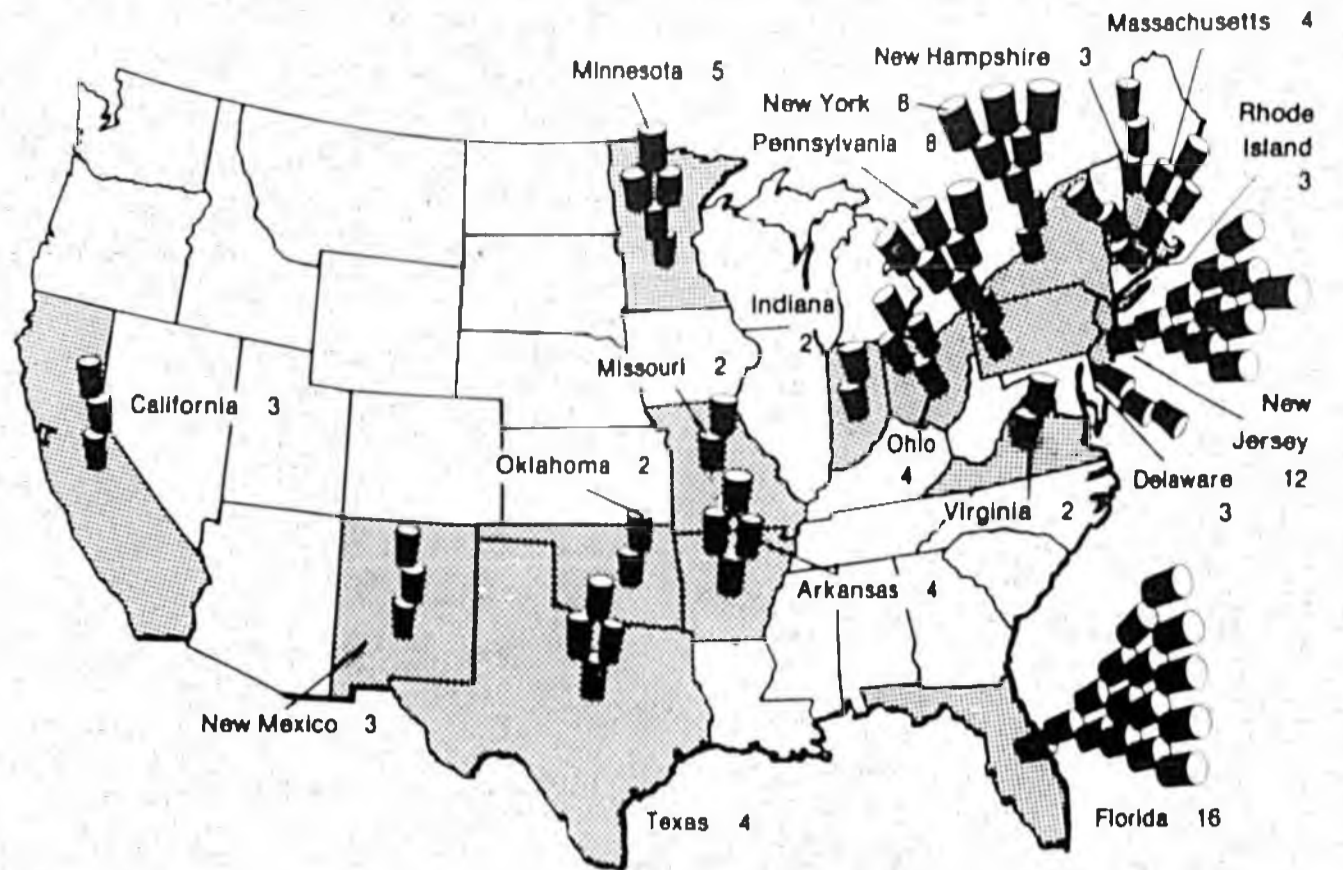 Massachusetts 4
New Hampshire 3
Minnesota 5
New York 8
Pennsylvania 8
Rhode
Island
3
Indiana
2
Missouri 2
California 3
New
Jersey
12
Ohio
4
Oklahoma 2
Delaware
3
Virginia 2
Arkansas 4
New Mexico 3
Texas 4
Florida 16